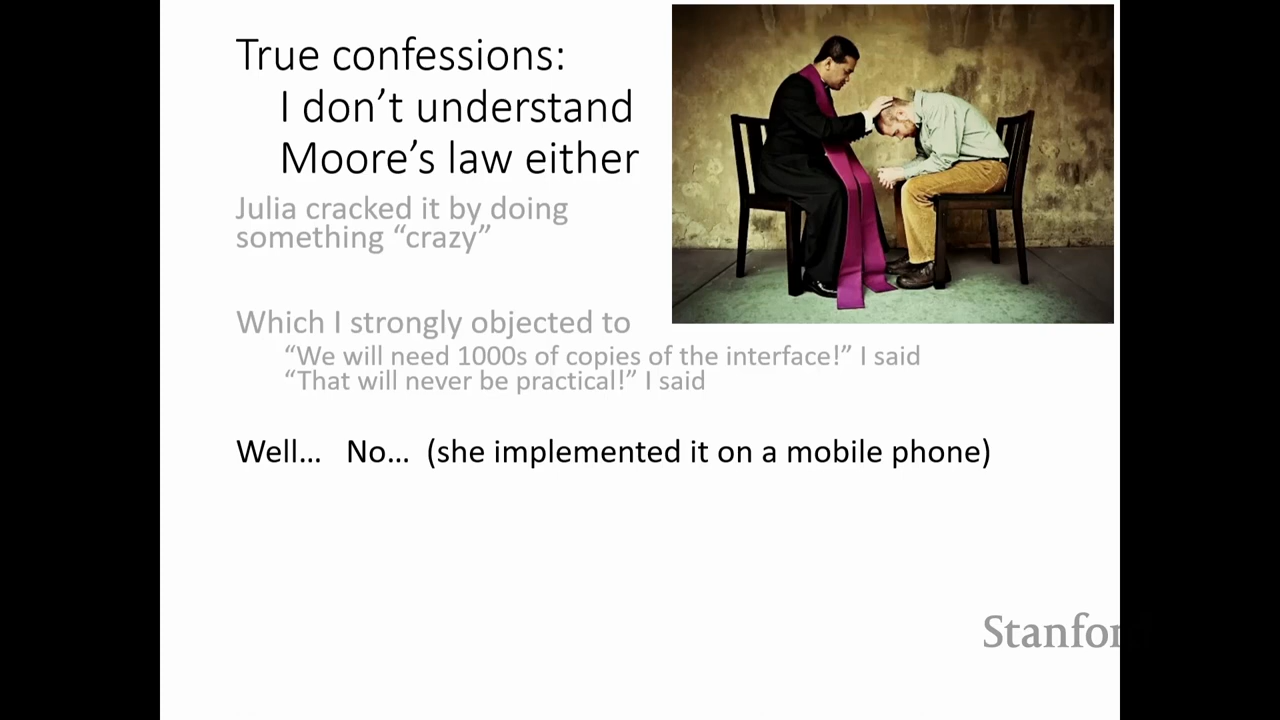 True confessions:
I don’t understand
Moore’s law either
Julia cracked it by doing
something “crazy”
Which I strongly objected to
“We will need 1000s of copies of the interface!” I said
“That will never be practical!” I said
Well… No… (she implemented it on a mobile phone)
Stanford